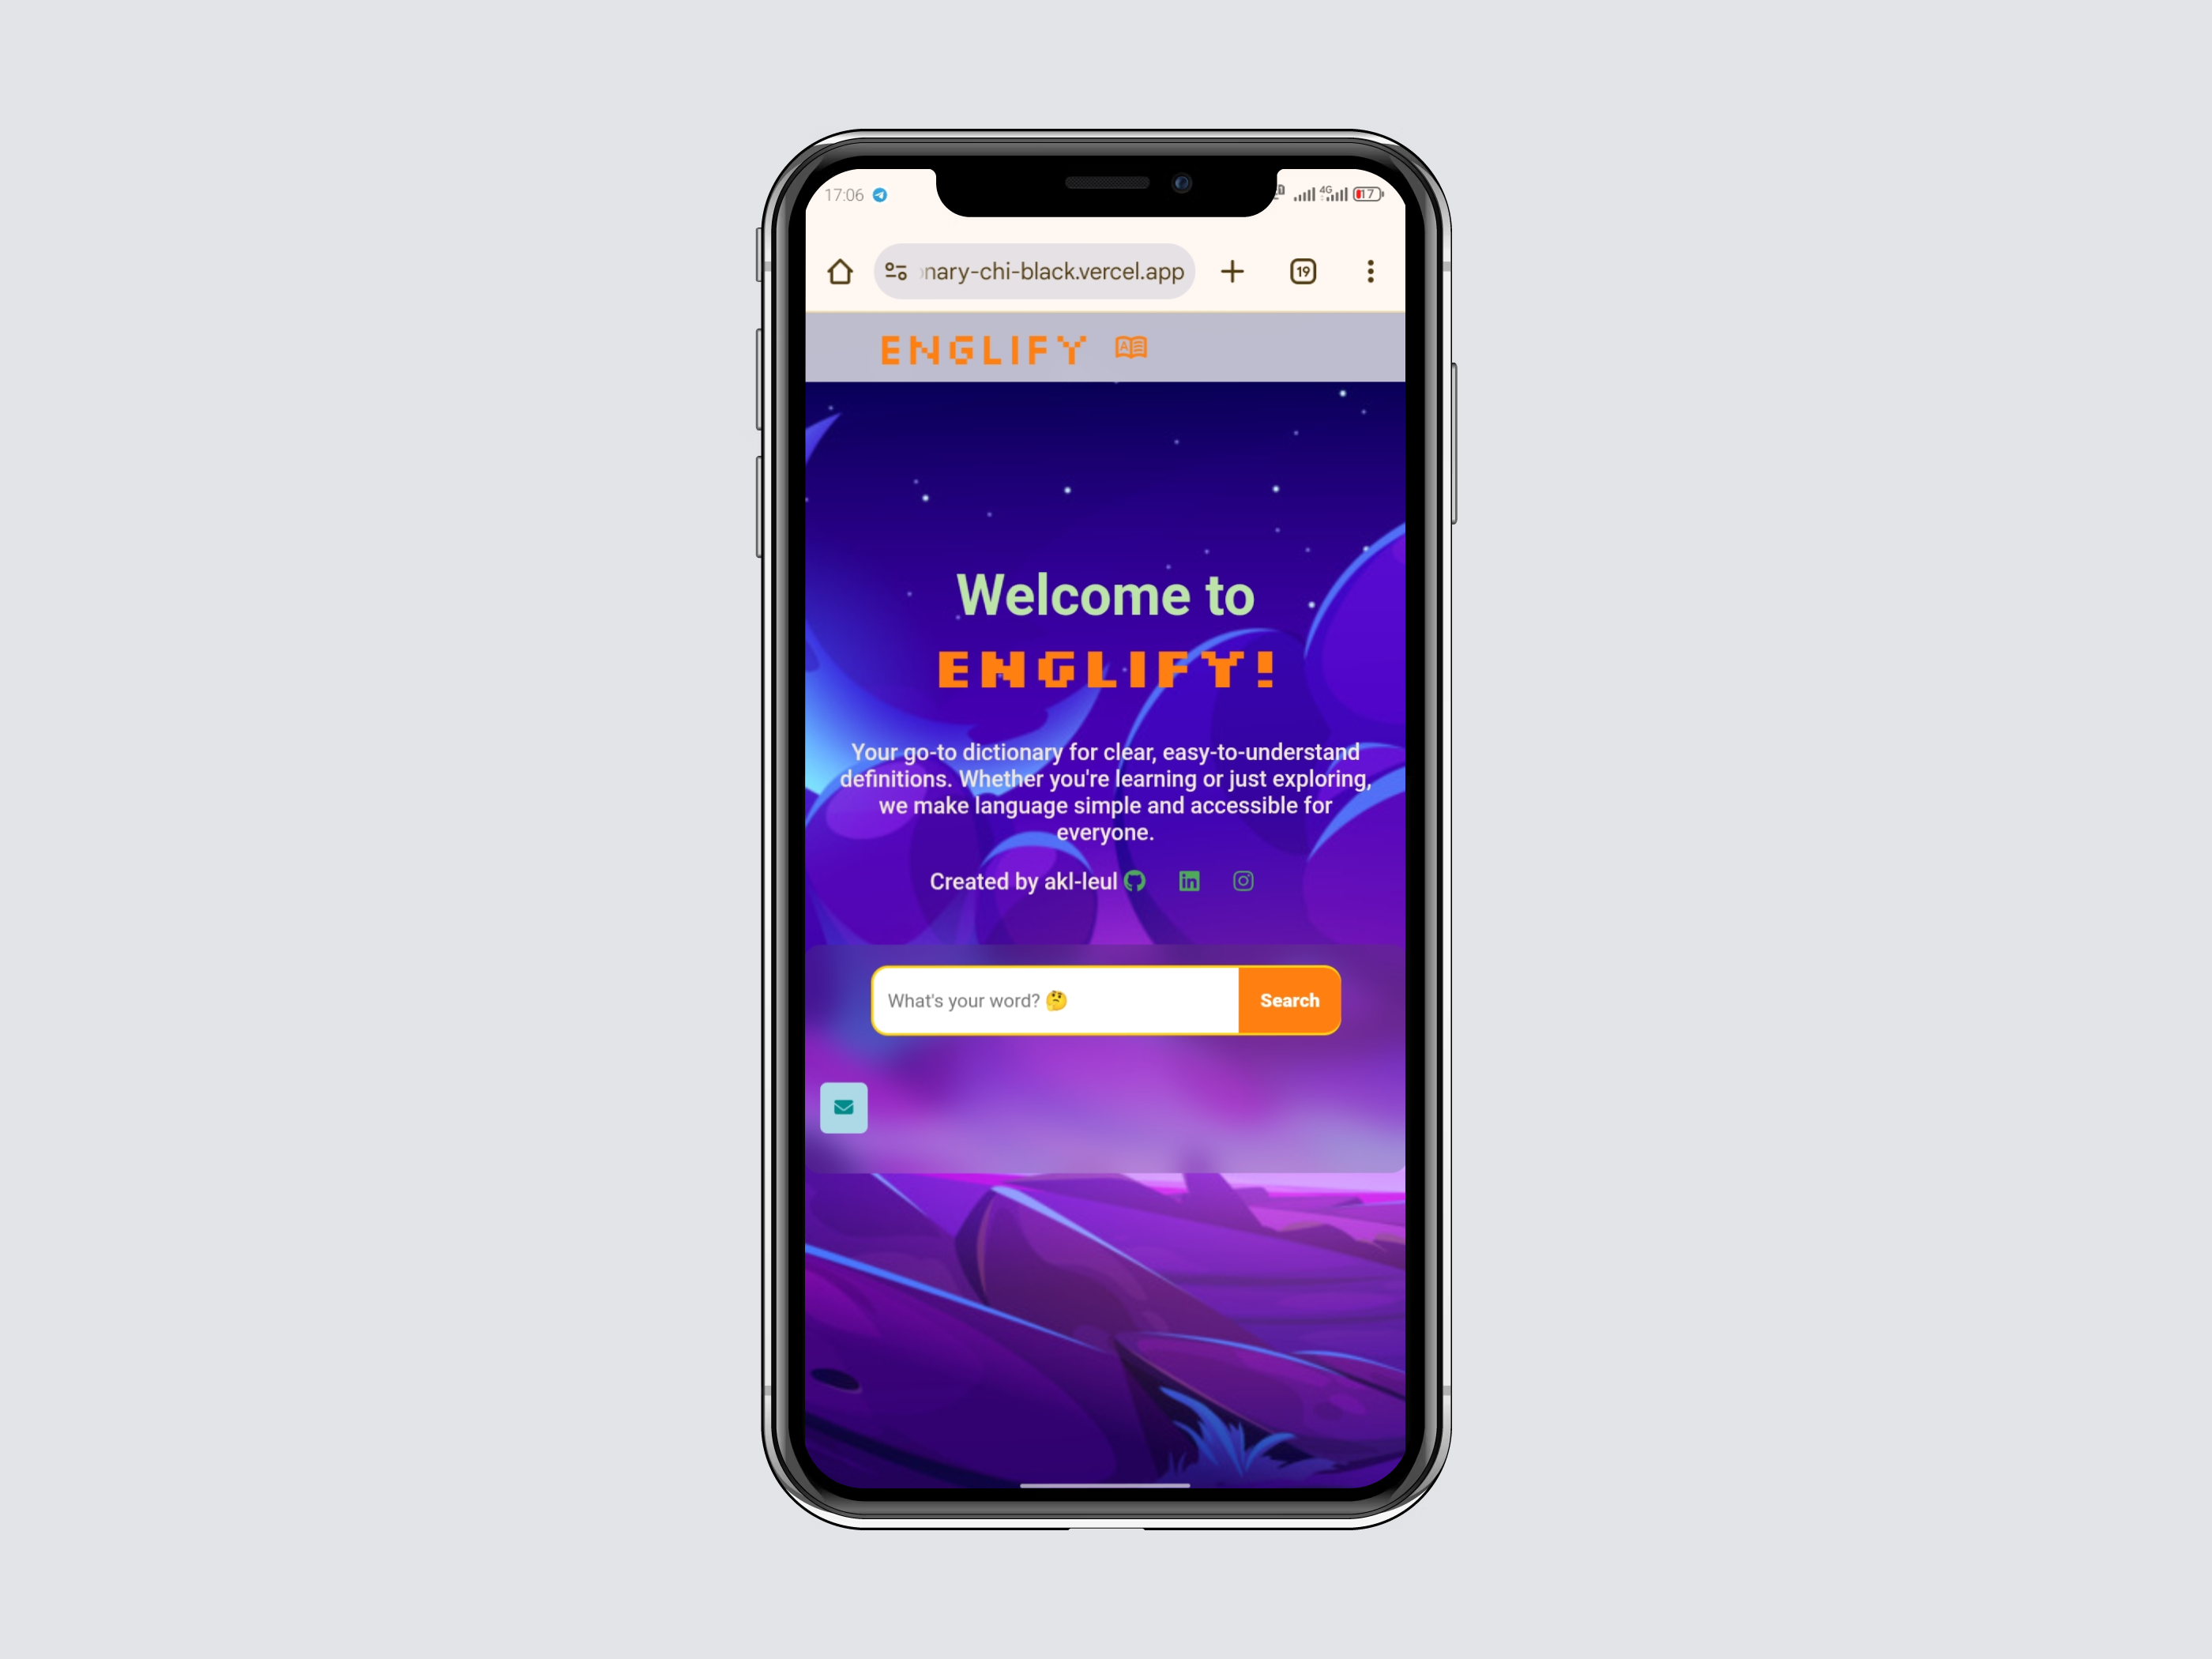 17:06 4G 17
nary-chi-black.vercel.app 19
ENGLIFY
Welcome to
ENGLIFY!
Your go-to dictionary for clear, easy-to-understand
definitions. Whether you're learning or just exploring,
we make language simple and accessible for
everyone.
Created by akl-leul
What's your word? 🤔 Search